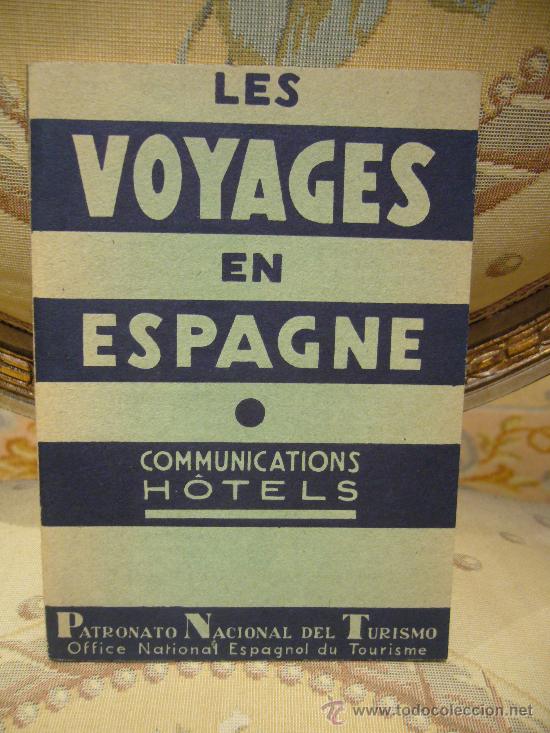 LES
VOYAGES
EN
ESPAGNE
COMMUNICATIONS
HÔTELS
PATRONATO NACIONAL DEL TURISMO
Office National Espagnol du Tourisme
www.todocoleccion.net